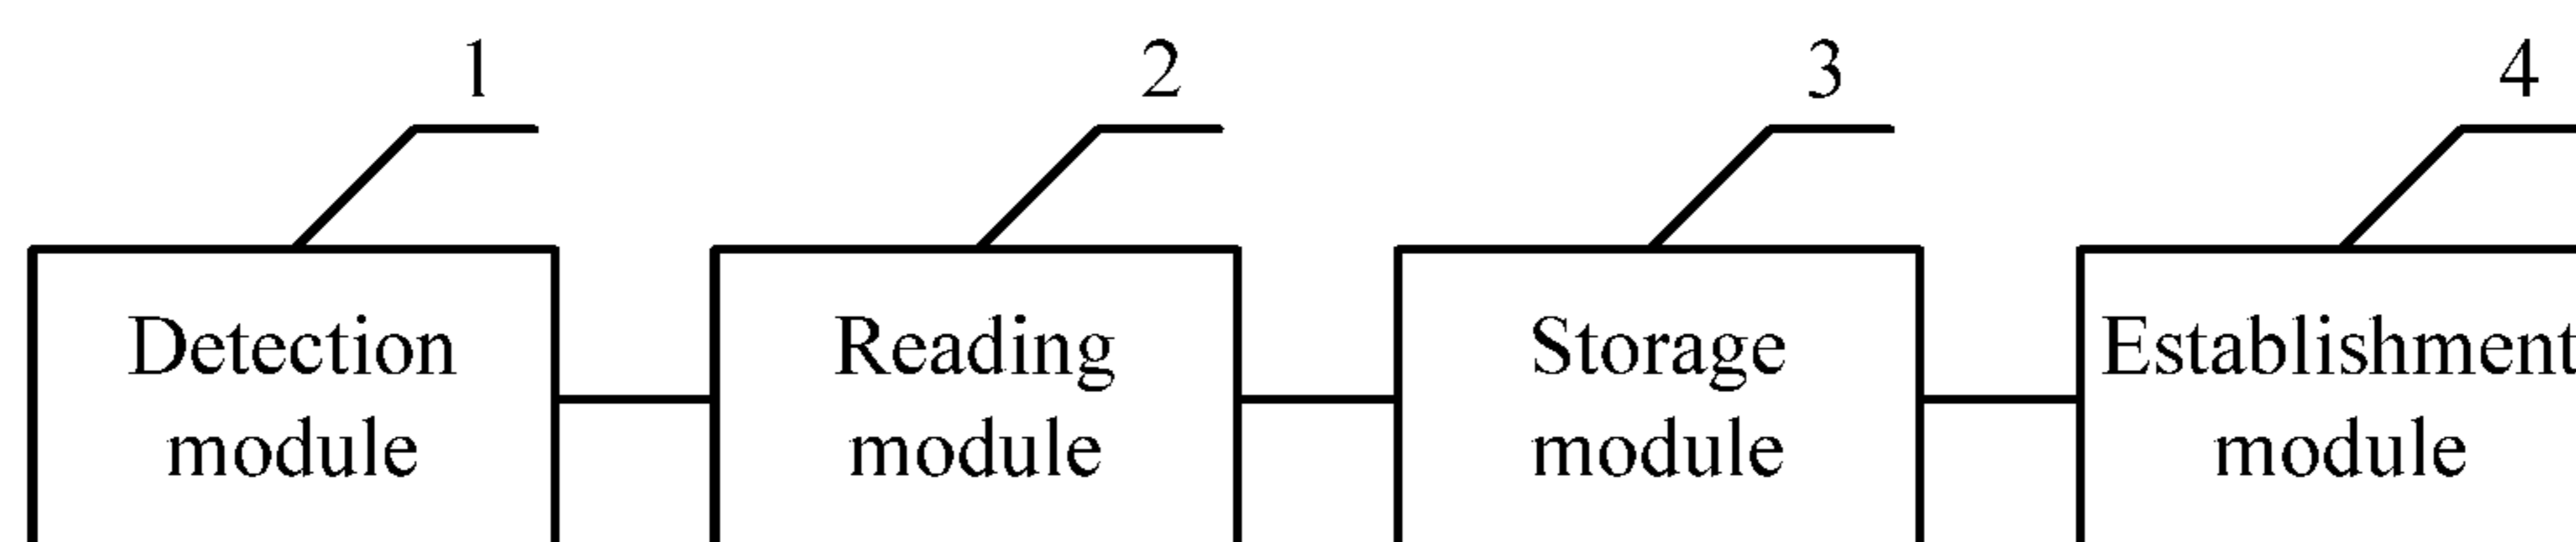 1
2
3
4
Detection
module
Reading
module
Storage
module
Establishment
module